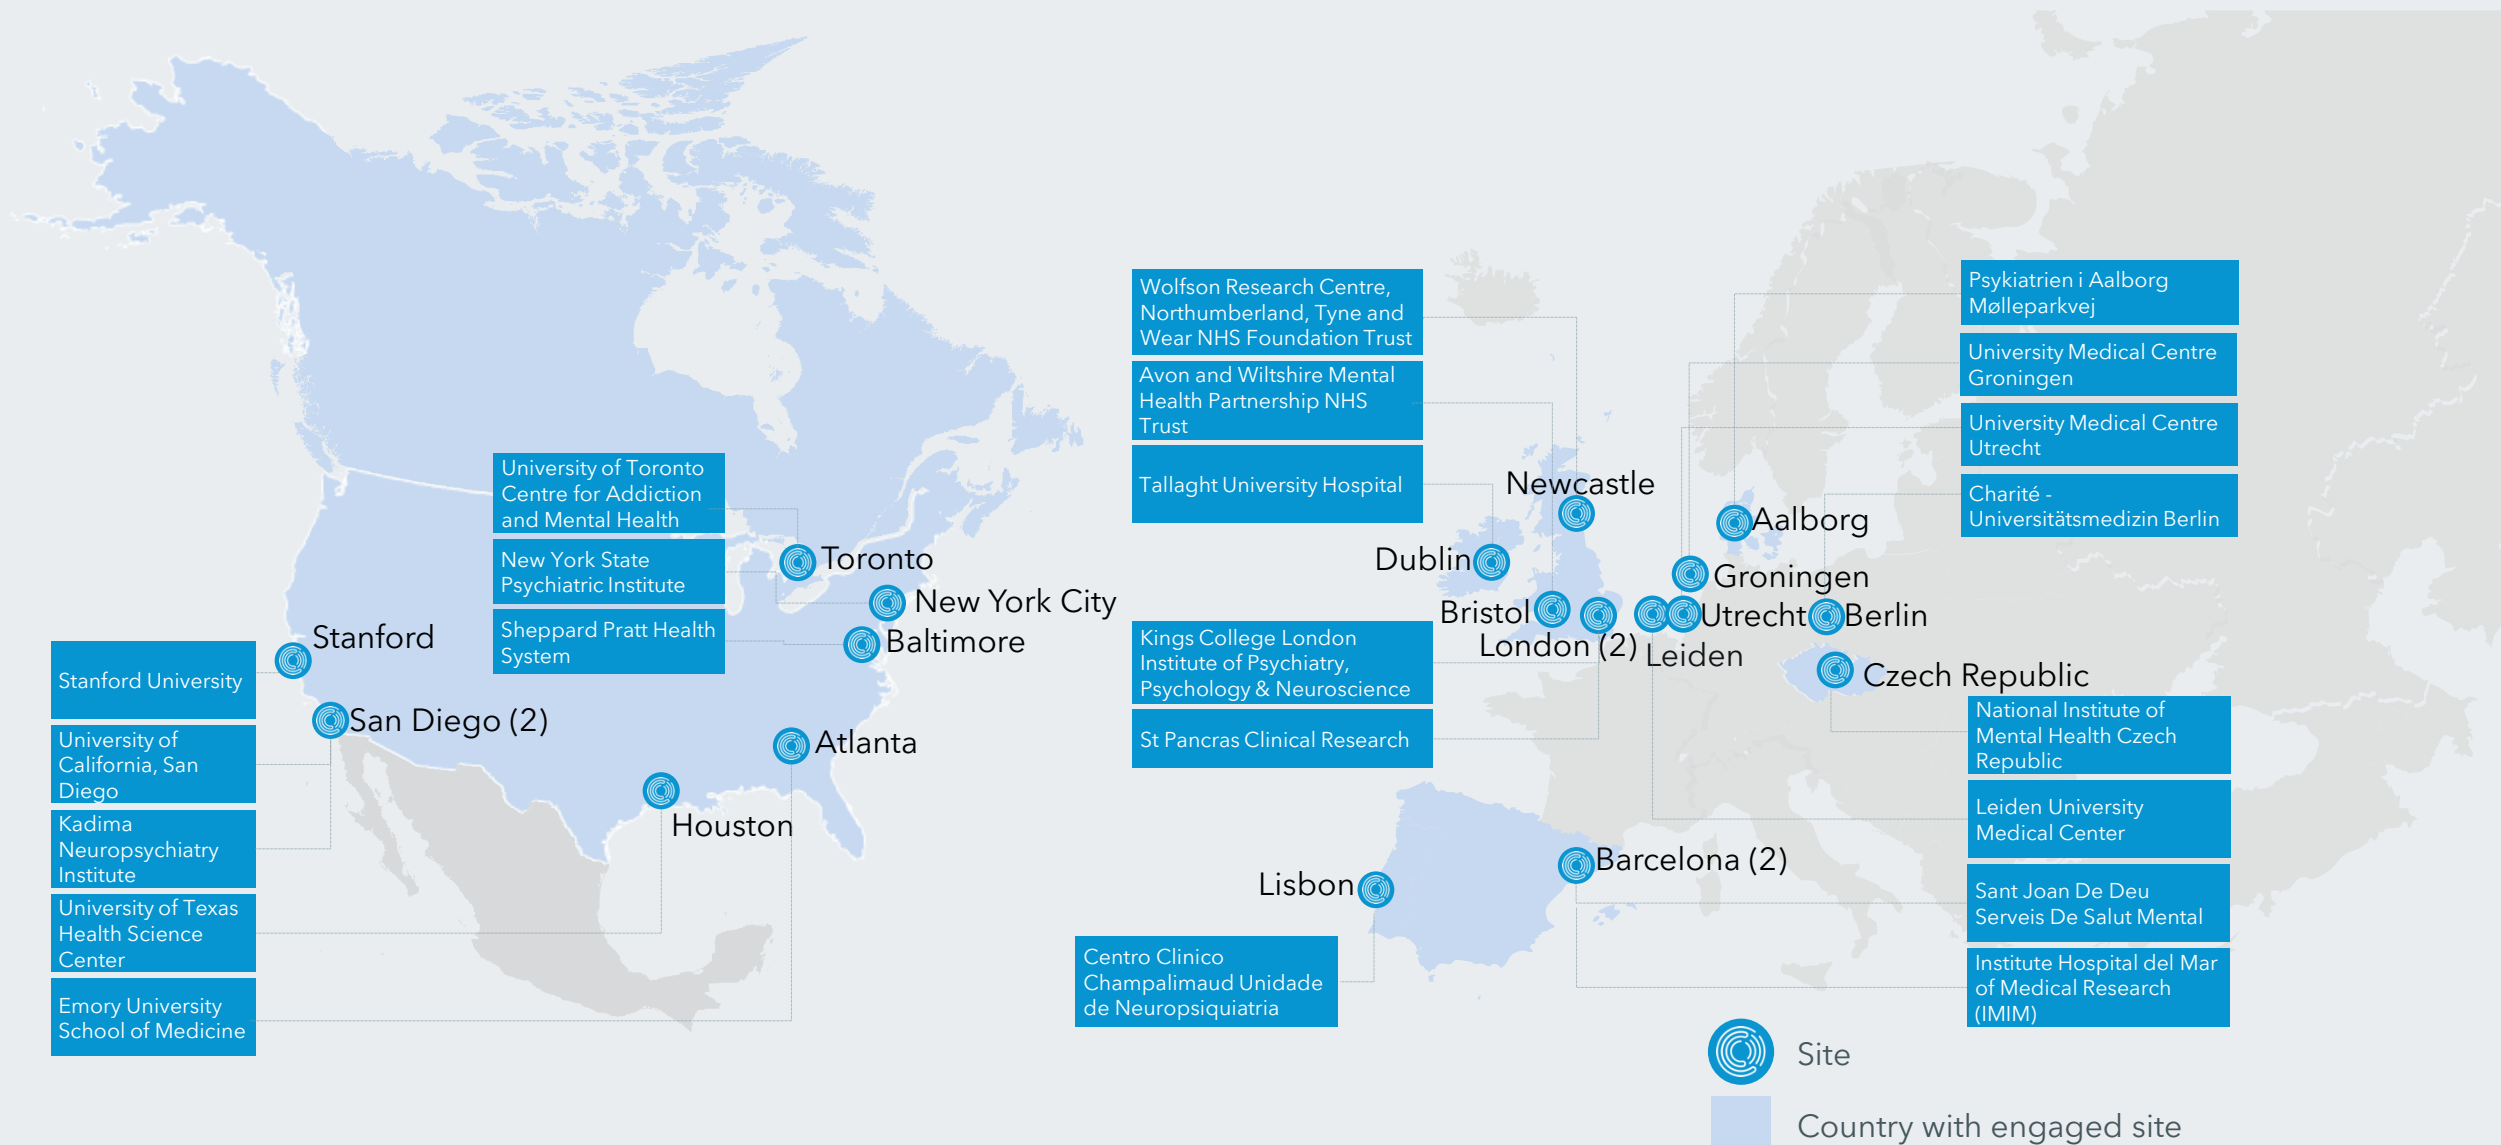 University of Toronto
Centre for Addiction
and Mental Health
New York State
Psychiatric Institute
Sheppard Pratt Health
System
Toronto
New York City
Baltimore
Stanford
San Diego (2)
Atlanta
Houston
Stanford University
University of
California, San
Diego
Kadima
Neuropsychiatry
Institute
University of Texas
Health Science
Center
Emory University
School of Medicine
Wolfson Research Centre,
Northumberland, Tyne and
Wear NHS Foundation Trust
Avon and Wiltshire Mental
Health Partnership NHS
Trust
Tallaght University Hospital
Newcastle
Dublin
Bristol
London (2)
Leiden
Kings College London
Institute of Psychiatry,
Psychology & Neuroscience
St Pancras Clinical Research
Aalborg
Groningen
Utrecht
Berlin
Czech Republic
Psykiatrien i Aalborg
Mølleparkvej
University Medical Centre
Groningen
University Medical Centre
Utrecht
Charité -
Universitätsmedizin Berlin
National Institute of
Mental Health Czech
Republic
Leiden University
Medical Center
Sant Joan De Deu
Serveis De Salut Mental
Institute Hospital del Mar
of Medical Research
(IMIM)
Barcelona (2)
Lisbon
Centro Clinico
Champalimaud Unidade
de Neuropsiquiatria
Site
Country with engaged site